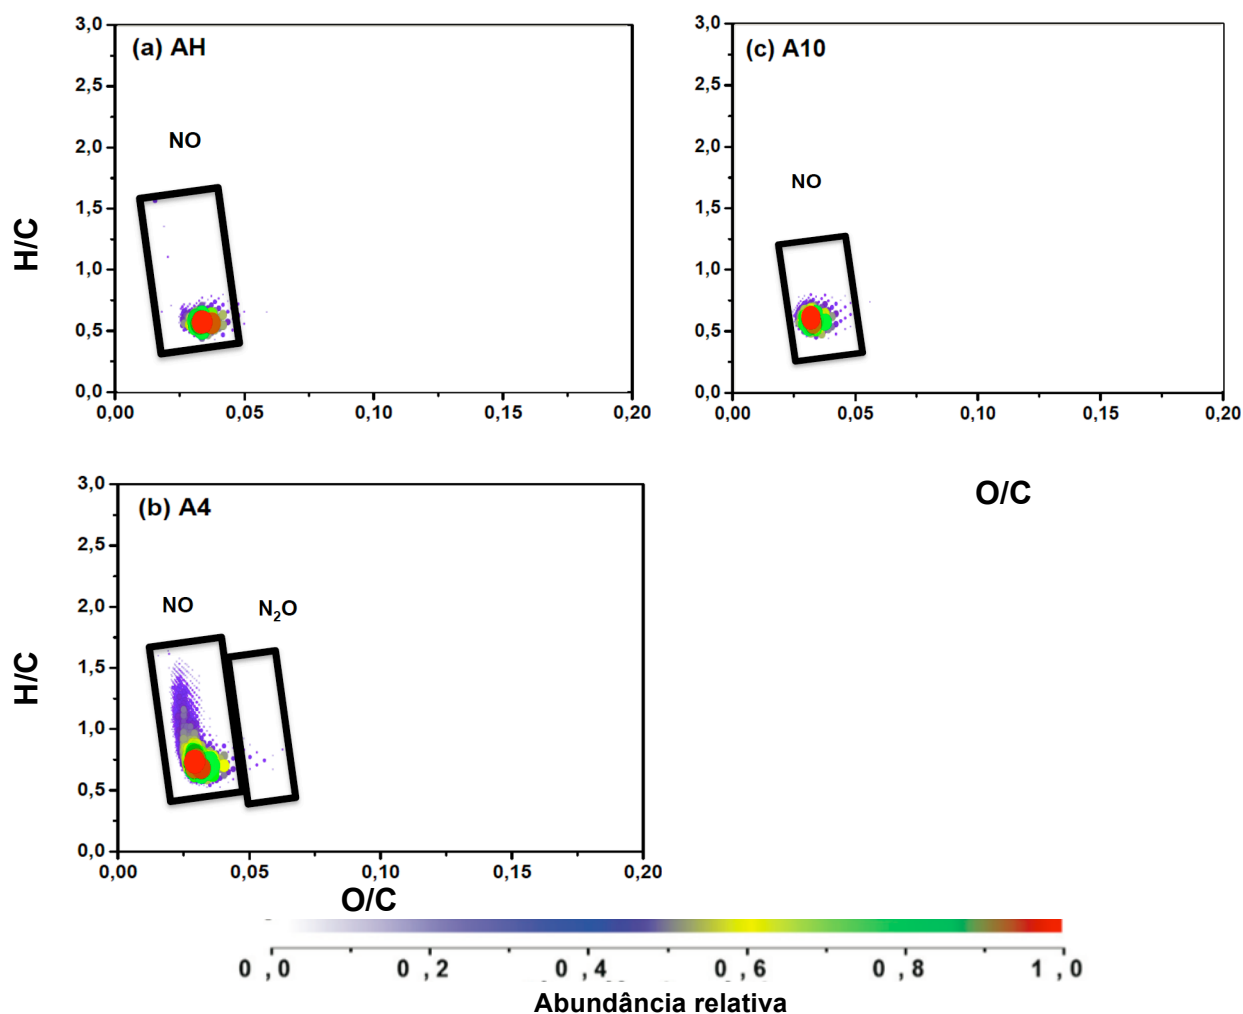 (a) AH
NO
3,0
2,5
2,0
1,5
1,0
0,5
0,0
0,00 0,05 0,10 0,15 0,20
H/C
(c) A10
NO
3,0
2,5
2,0
1,5
1,0
0,5
0,0
0,00 0,05 0,10 0,15 0,20
O/C
(b) A4
NO N₂O
3,0
2,5
2,0
1,5
1,0
0,5
0,0
0,00 0,05 0,10 0,15 0,20
H/C
O/C
0,0 0,2 0,4 0,6 0,8 1,0
Abundância relativa